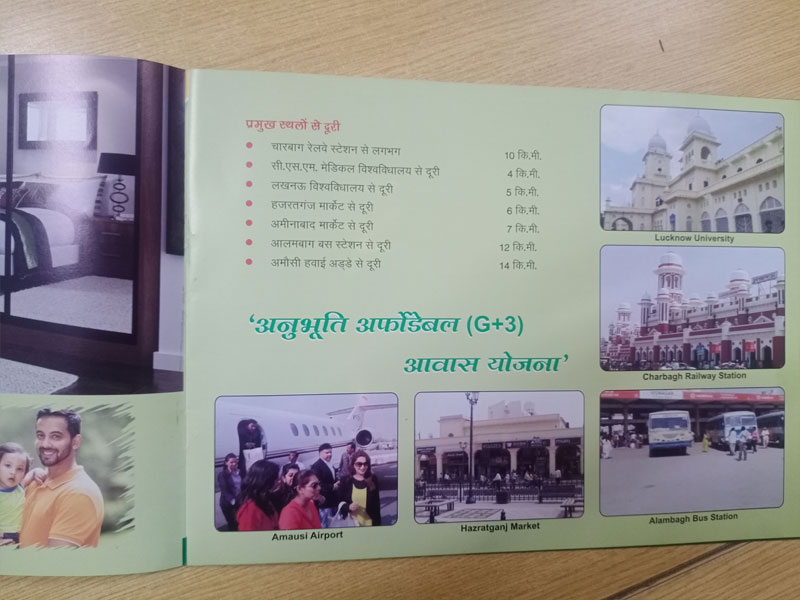 प्रमुख स्थलों से दूरी
चारबाग रेलवे स्टेशन से लगभग 10 कि.मी.
सी.एस.एम. मेडिकल विश्वविधालय से दूरी 4 कि.मी.
लखनऊ विश्वविधालय से दूरी 5 कि.मी.
हजरतगंज मार्केट से दूरी 6 कि.मी.
अमीनाबाद मार्केट से दूरी 7 कि.मी.
आलमबाग बस स्टेशन से दूरी 12 कि.मी.
अमौसी हवाई अड्डे से दूरी 14 कि.मी.
'अनुभूति अर्फोडेबल (G+3)
आवास योजना'
Lucknow University
Charbagh Railway Station
Amausi Airport
Hazratganj Market
Alambagh Bus Station